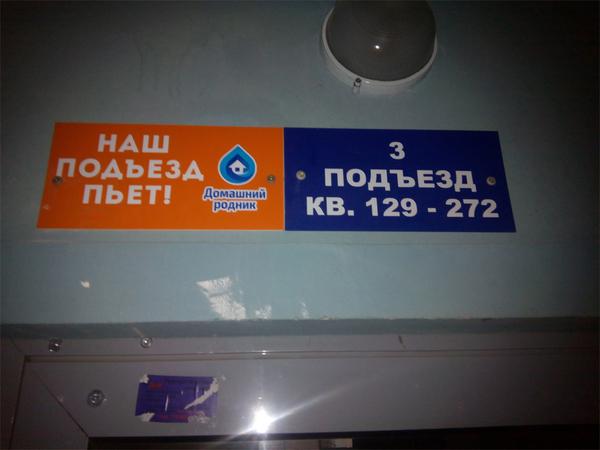 НАШ
ПОДЪЕЗД
ПЬЕТ!
Домашний
родник
3
ПОДЪЕЗД
КВ. 129 - 272